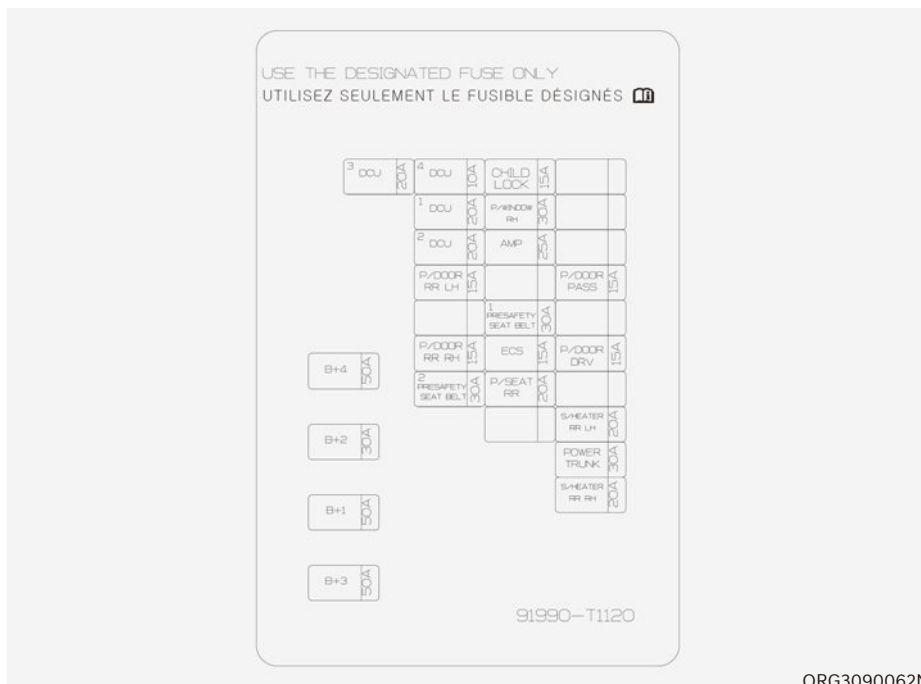 USE THE DESIGNATED FUSE ONLY
UTILISEZ SEULEMENT LE FUSIBLE DÉSIGNÉS
3 DCU 20A
4 DCU 10A
CHILD LOCK 15A
1 DCU 20A
P/WINDOW RH 30A
2 DCU 20A
AMP 25A
P/DOOR RR LH 15A
P/DOOR PASS 15A
1 PRESAFETY SEAT BELT 30A
P/DOOR RR RH 15A
ECS 15A
P/DOOR DRV 15A
2 PRESAFETY SEAT BELT 30A
P/SEAT RR 20A
S/HEATER RR LH 20A
POWER TRUNK 30A
S/HEATER RR RH 20A
B+4 50A
B+2 30A
B+1 50A
B+3 50A
91990-T1120
ORG3090062N